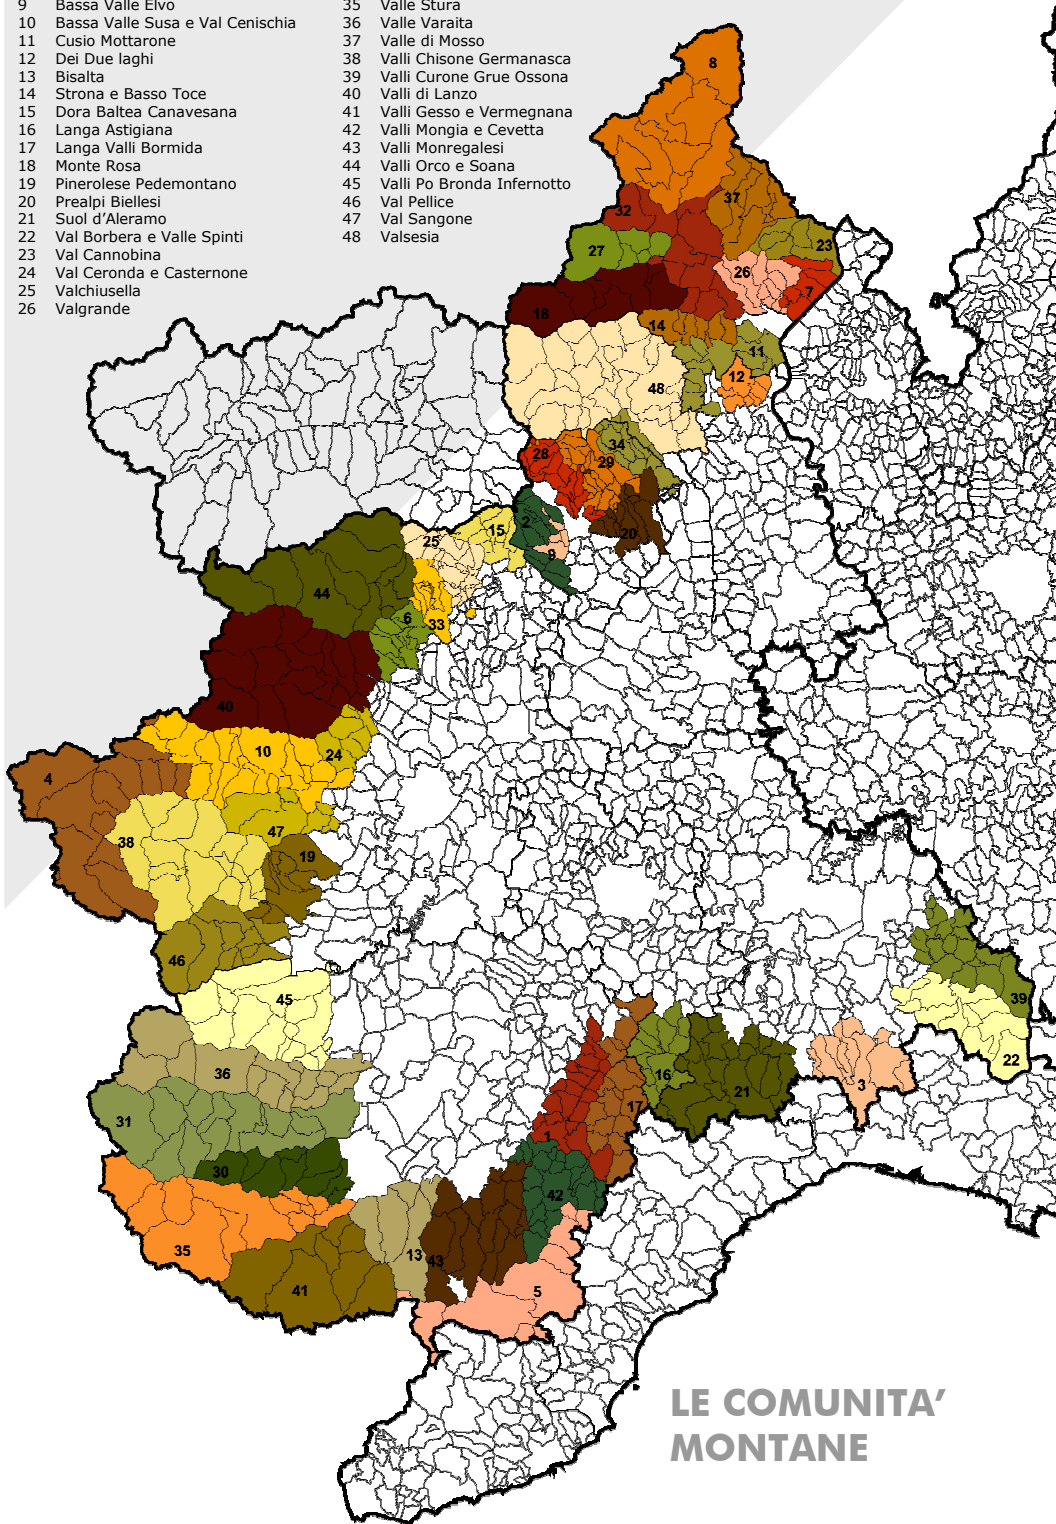 9 Bassa Valle Elvo
10 Bassa Valle Susa e Val Cenischia
11 Cusio Mottarone
12 Dei Due laghi
13 Bisalta
14 Strona e Basso Toce
15 Dora Baltea Canavesana
16 Langa Astigiana
17 Langa Valli Bormida
18 Monte Rosa
19 Pinerolese Pedemontano
20 Prealpi Biellesi
21 Suol d'Aleramo
22 Val Borbera e Valle Spinti
23 Val Cannobina
24 Val Ceronda e Casternone
25 Valchiusella
26 Valgrande
35 Valle Stura
36 Valle Varaita
37 Valle di Mosso
38 Valli Chisone Germanasca
39 Valli Curone Grue Ossona
40 Valli di Lanzo
41 Valli Gesso e Vermegnana
42 Valli Mongia e Cevetta
43 Valli Monregalesi
44 Valli Orco e Soana
45 Valli Po Bronda Infernotto
46 Val Pellice
47 Val Sangone
48 Valsesia
8
37
32
23
27
26
7
18
14
11
12
48
34
28
29
2
15
20
25
9
44
6
33
40
10
24
4
47
38
19
46
45
39
22
36
16
21
3
17
31
1
30
42
35
13
43
41
5
LE COMUNITA'
MONTANE